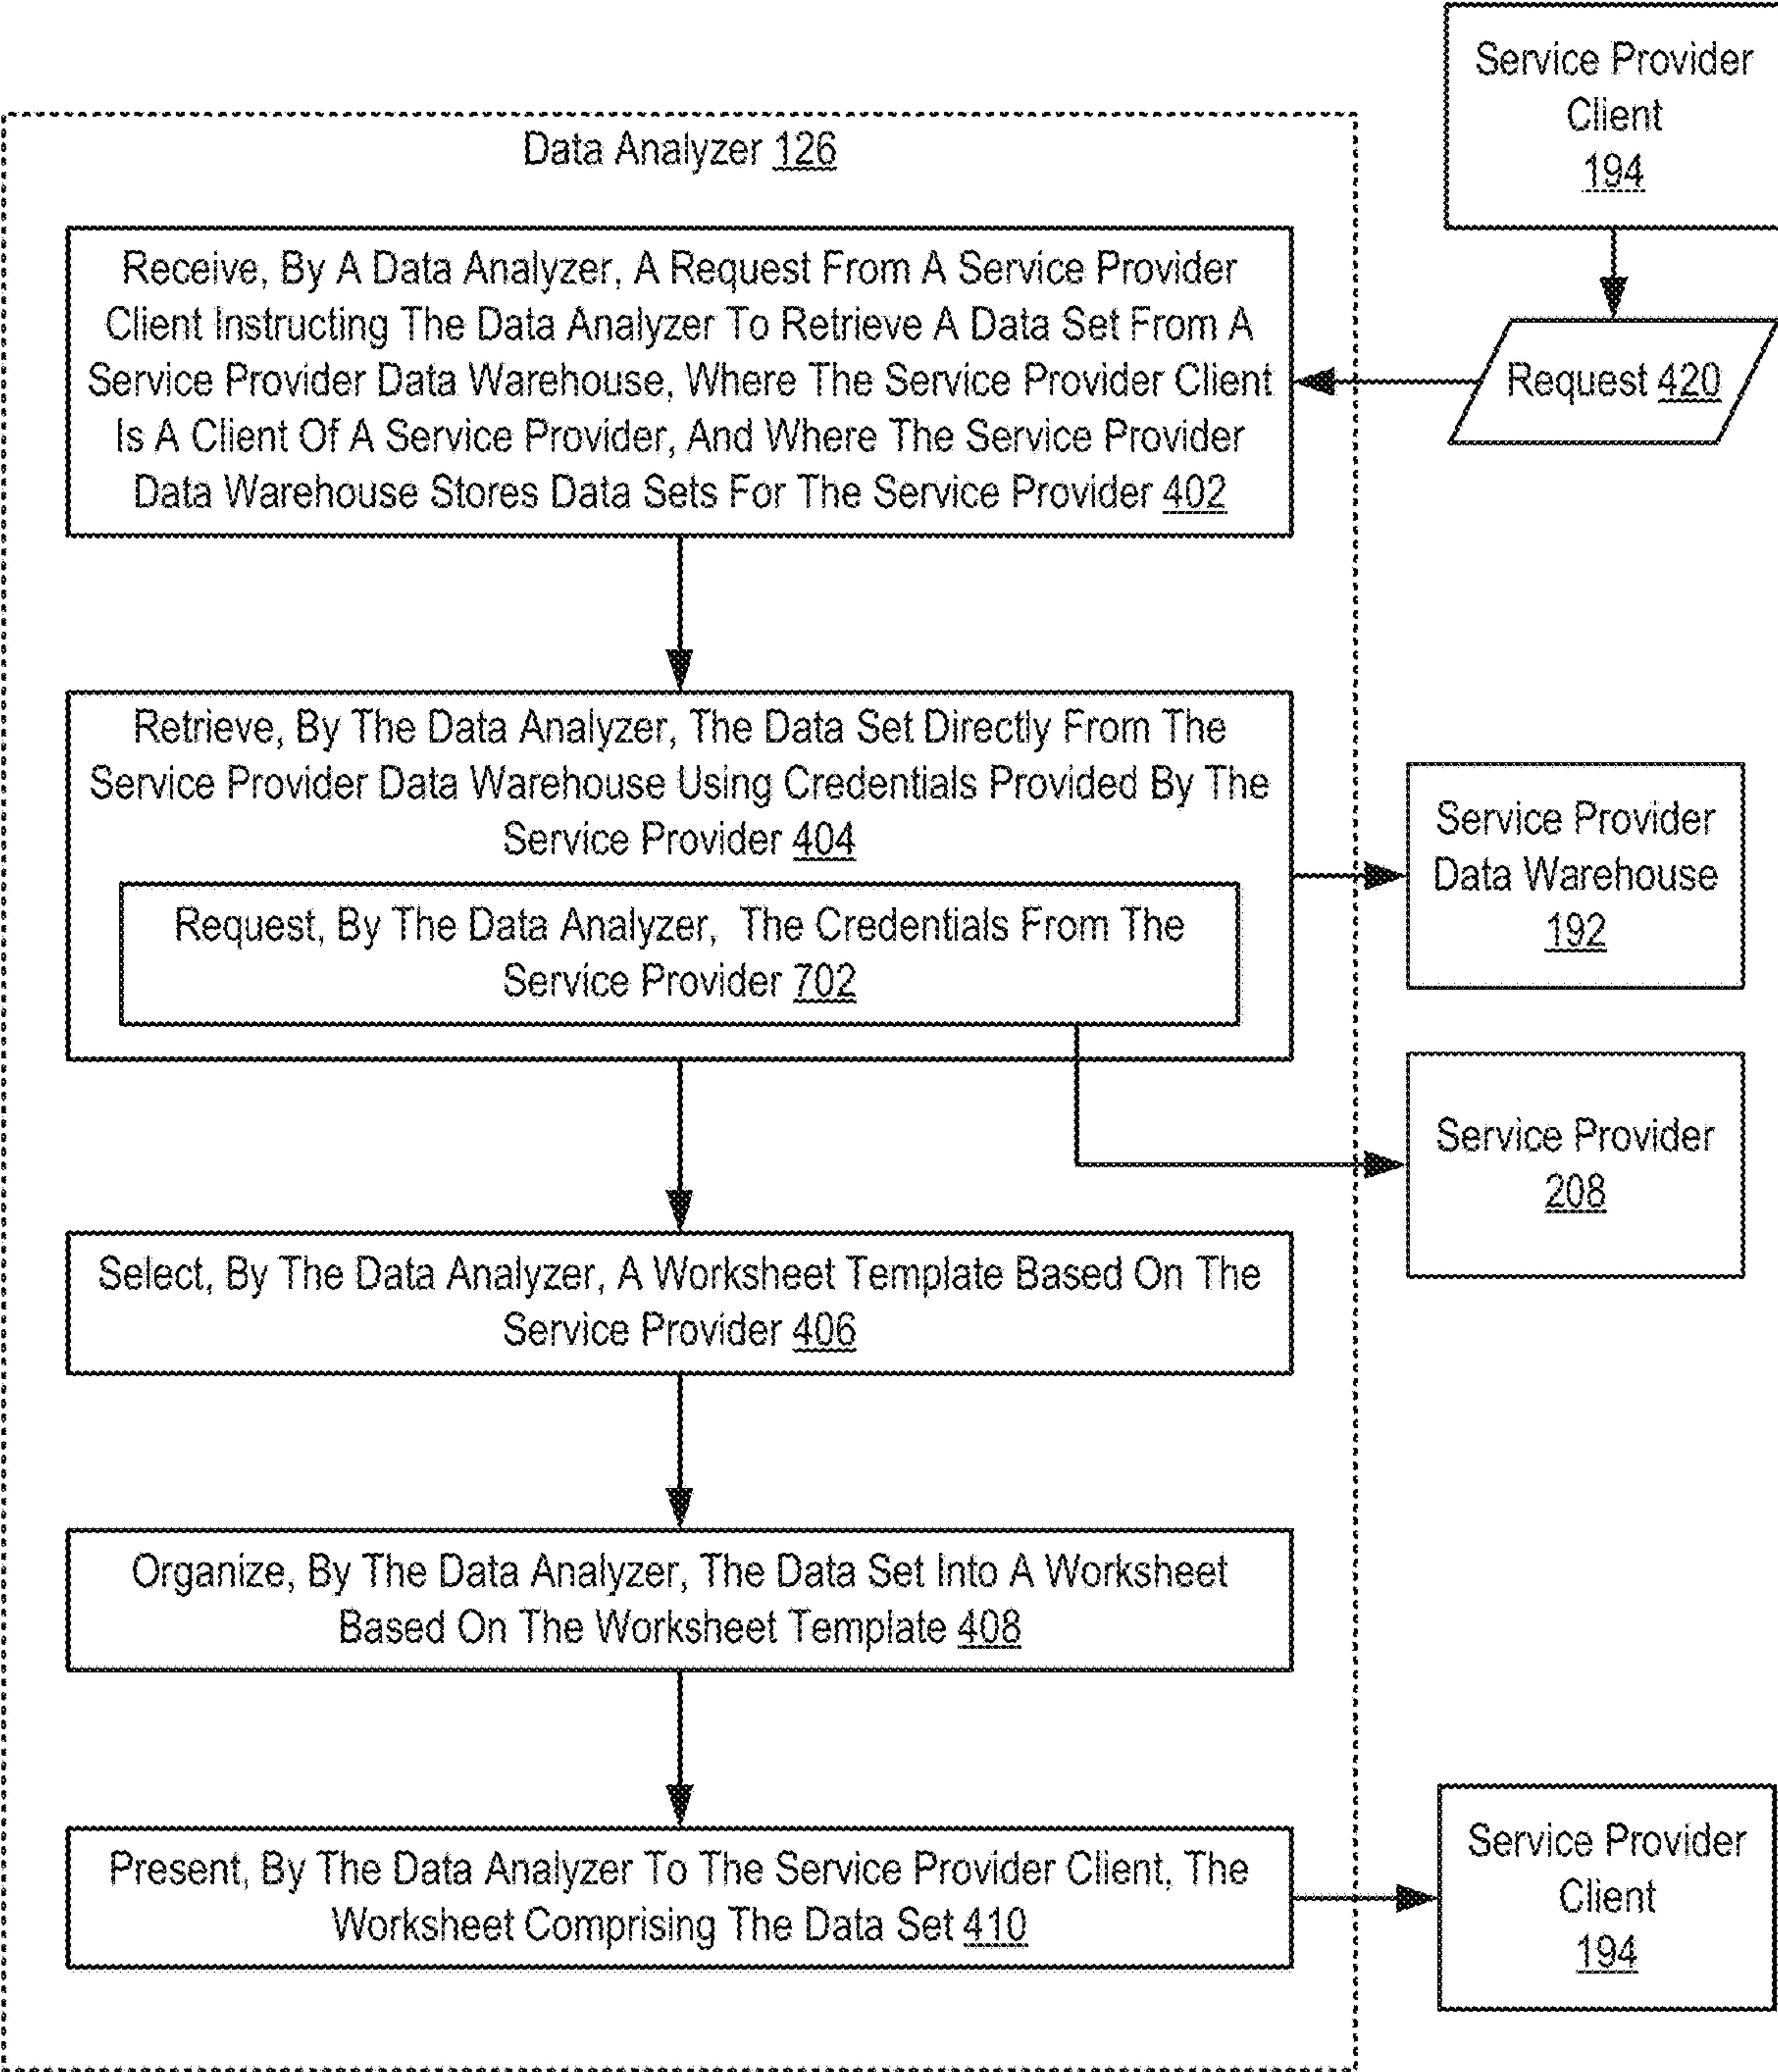 Service Provider
Client
194
Data Analyzer 126
Receive, By A Data Analyzer, A Request From A Service Provider
Client Instructing The Data Analyzer To Retrieve A Data Set From A
Service Provider Data Warehouse, Where The Service Provider Client
Is A Client Of A Service Provider, And Where The Service Provider
Data Warehouse Stores Data Sets For The Service Provider 402
Request 420
Retrieve, By The Data Analyzer, The Data Set Directly From The
Service Provider Data Warehouse Using Credentials Provided By The
Service Provider 404
Request, By The Data Analyzer, The Credentials From The
Service Provider 702
Service Provider
Data Warehouse
192
Service Provider
208
Select, By The Data Analyzer, A Worksheet Template Based On The
Service Provider 406
Organize, By The Data Analyzer, The Data Set Into A Worksheet
Based On The Worksheet Template 408
Present, By The Data Analyzer To The Service Provider Client, The
Worksheet Comprising The Data Set 410
Service Provider
Client
194